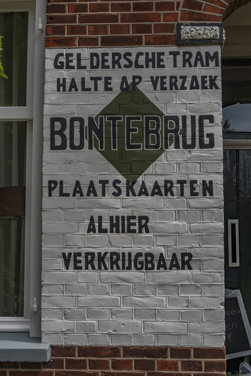 GELDERSCHE TRAM
HALTE OP VERZOEK
BONTEBRUG
PLAATSKAARTEN
ALHIER
VERKRIJGBAAR